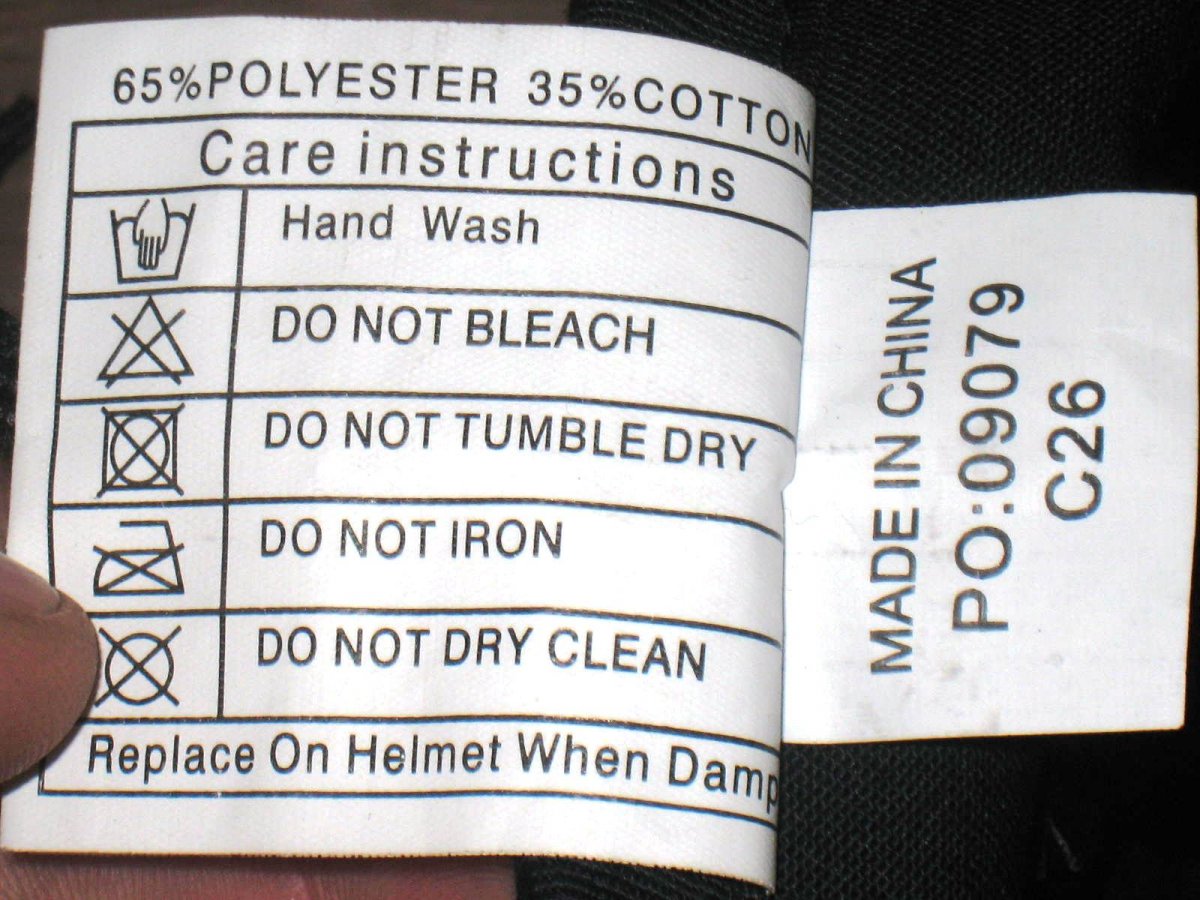 65%POLYESTER 35%COTTON
Care instructions
Hand Wash
DO NOT BLEACH
DO NOT TUMBLE DRY
DO NOT IRON
DO NOT DRY CLEAN
Replace On Helmet When Damp
MADE IN CHINA
PO:09079
C26